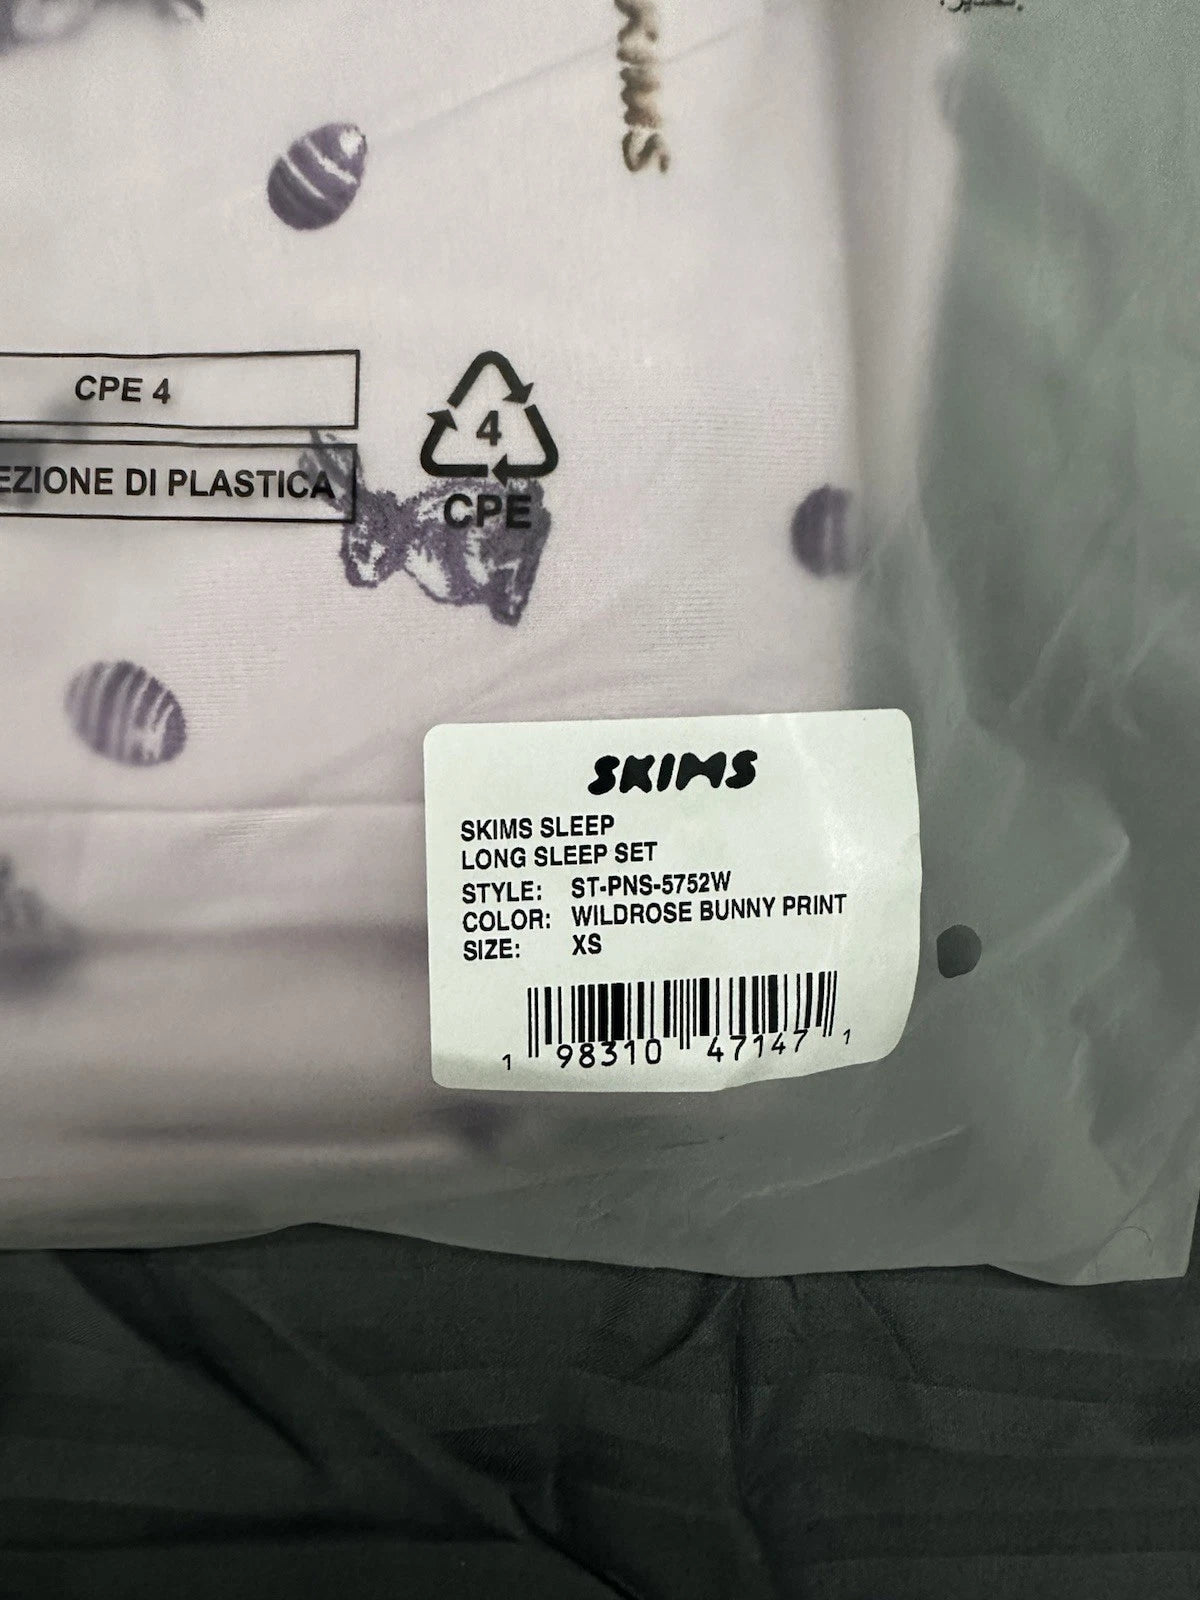 CPE 4
4
EZIONE DI PLASTICA
CPE
SKIMS
SKIMS SLEEP
LONG SLEEP SET
STYLE: ST-PNS-5752W
COLOR: WILDROSE BUNNY PRINT
SIZE: XS
1 98310 47147 1